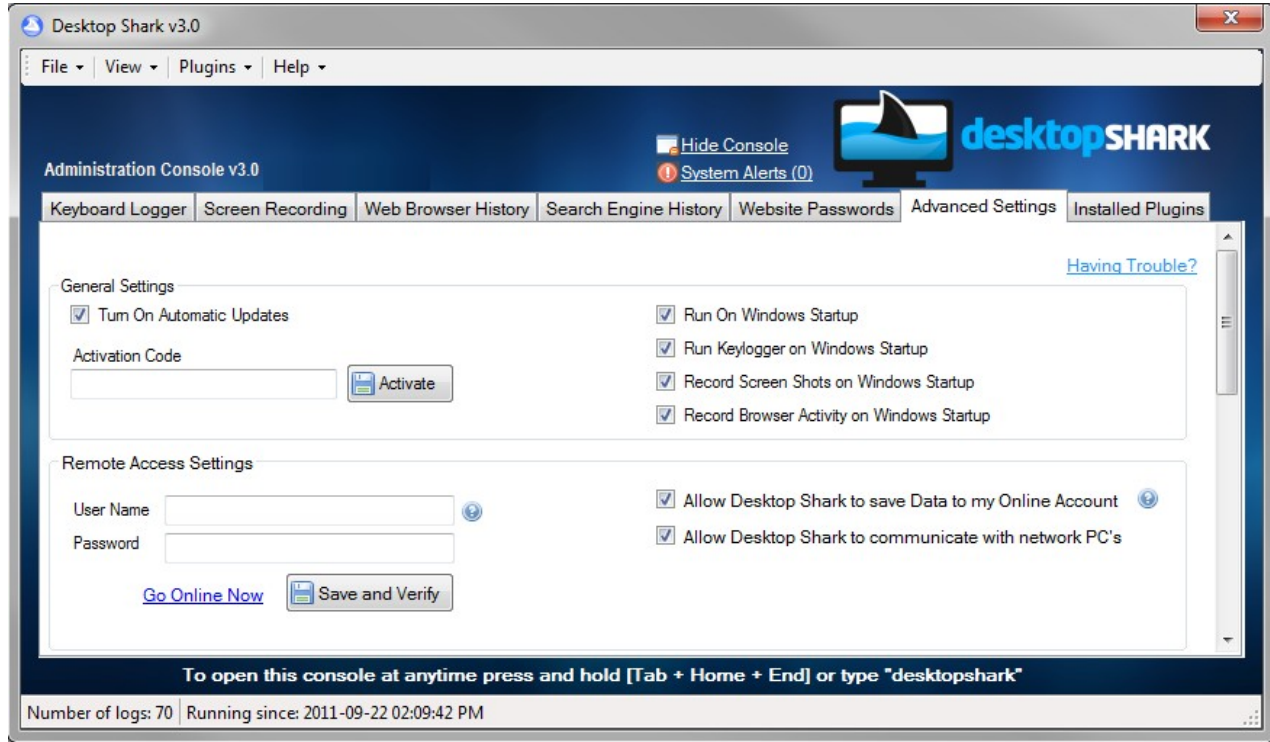 Desktop Shark v3.0
File View Plugins Help
desktopSHARK
Hide Console
Administration Console v3.0
System Alerts (0)
Keyboard Logger Screen Recording Web Browser History Search Engine History Website Passwords Advanced Settings Installed Plugins
Having Trouble?
General Settings
Turn On Automatic Updates
Activation Code
Activate
Run On Windows Startup
Run Keylogger on Windows Startup
Record Screen Shots on Windows Startup
Record Browser Activity on Windows Startup
Remote Access Settings
User Name
Password
Go Online Now Save and Verify
Allow Desktop Shark to save Data to my Online Account
Allow Desktop Shark to communicate with network PC's
To open this console at anytime press and hold [Tab + Home + End] or type "desktopshark"
Number of logs: 70 Running since: 2011-09-22 02:09:42 PM